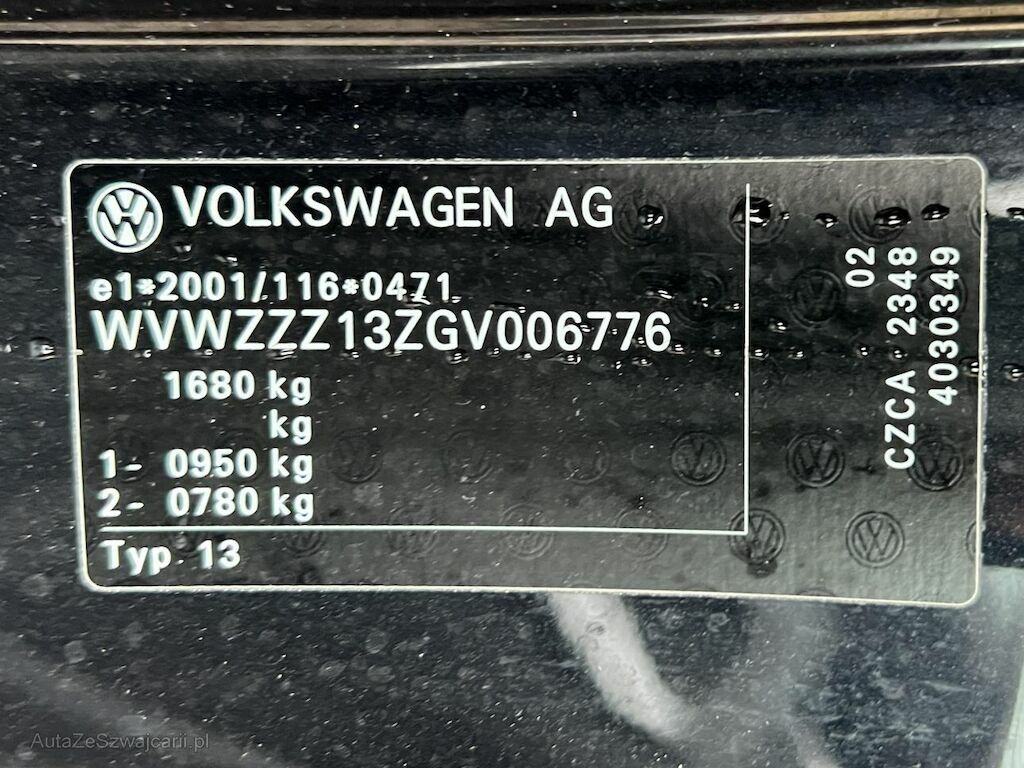 VOLKSWAGEN AG
e1*2001/116*0471
WVWZZZ13ZGV006776
1680 kg
kg
1- 0950 kg
2- 0780 kg
Typ 13
02
CZCA 2348
4030349
AutaZeSzwajcarii.pl